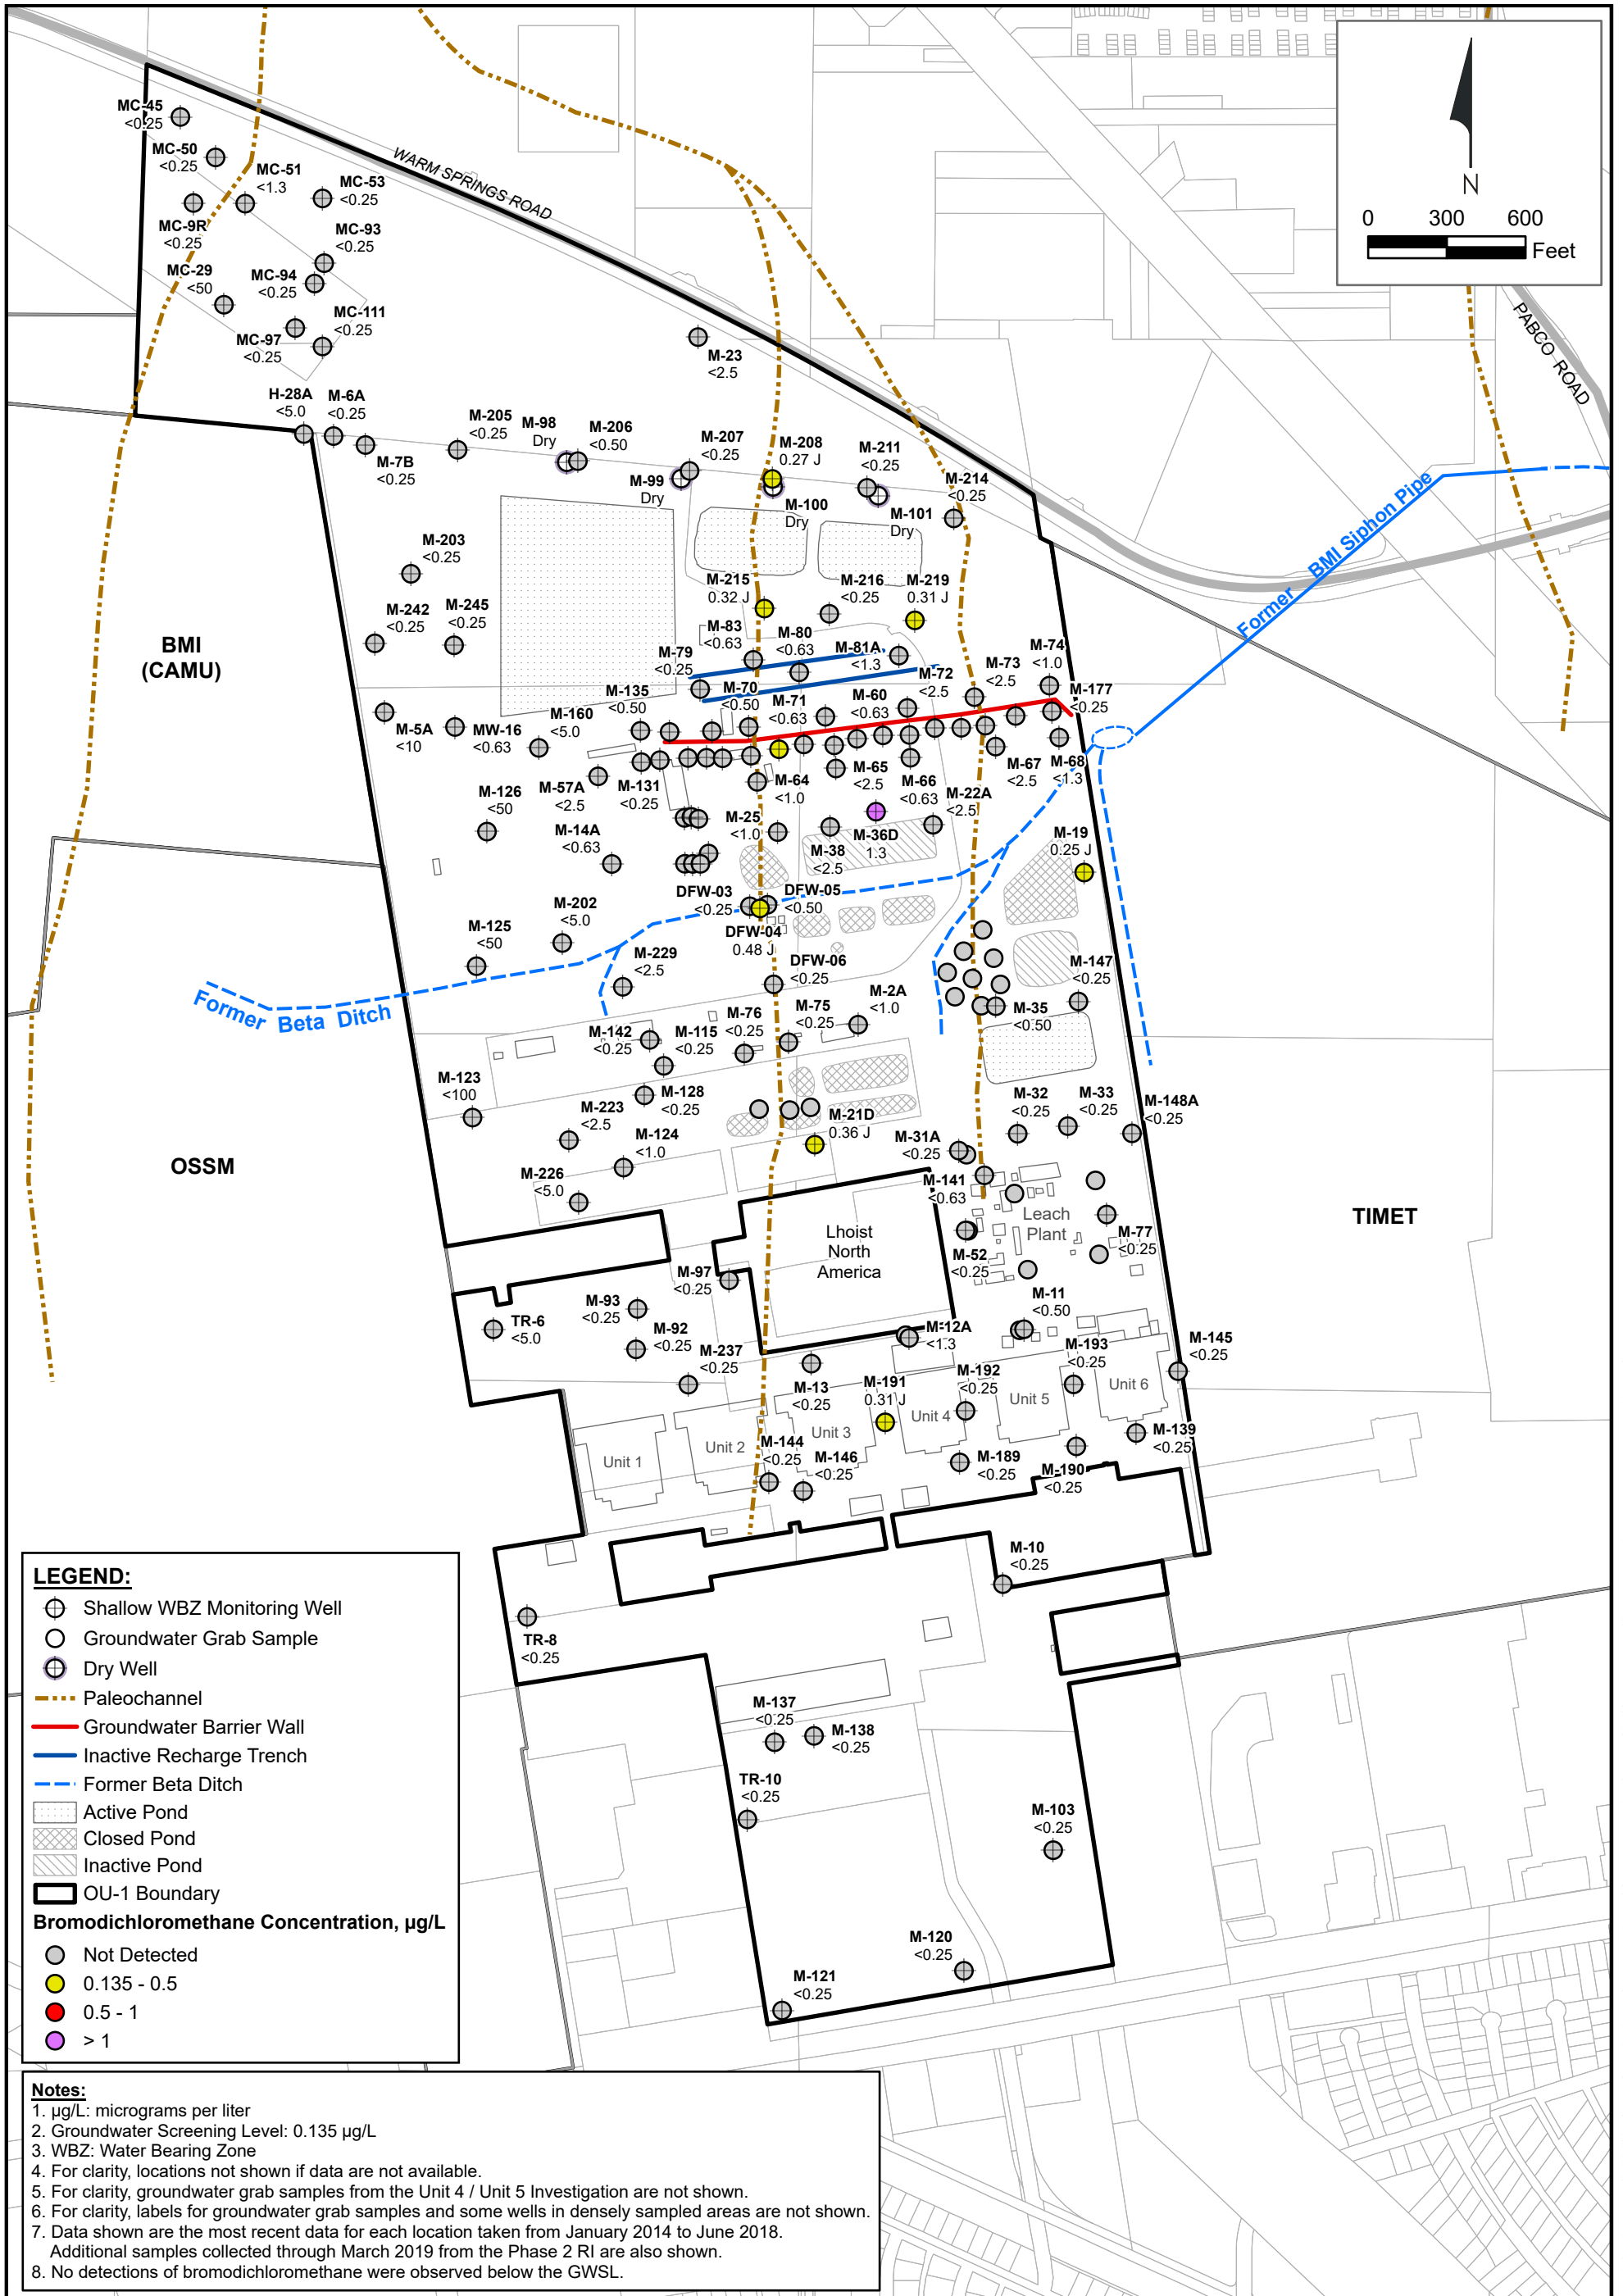 MC-45
<0.25
MC-50
<0.25
MC-51
<1.3
MC-53
<0.25
MC-9R
<0.25
MC-93
<0.25
MC-29
<50
MC-94
<0.25
MC-111
<0.25
MC-97
<0.25
WARM SPRINGS ROAD
N
0 300 600
Feet
PABCO ROAD
M-23
<2.5
H-28A
<5.0
M-6A
<0.25
M-7B
<0.25
M-205
<0.25
M-98
Dry
M-206
<0.50
M-207
<0.25
M-99
Dry
M-208
0.27 J
M-100
Dry
M-211
<0.25
M-101
Dry
M-214
<0.25
Former BMI Siphon Pipe
M-203
<0.25
M-215
0.32 J
M-216
<0.25
M-219
0.31 J
M-242
<0.25
M-245
<0.25
BMI
(CAMU)
M-83
<0.63
M-80
<0.63
M-81A
<1.3
M-79
<0.25
M-74
<1.0
M-73
<2.5
M-72
<2.5
M-177
<0.25
M-135
<0.50
M-70
<0.50
M-71
<0.63
M-60
<0.63
M-5A
<10
MW-16
<0.63
M-160
<5.0
M-57A
<2.5
M-131
<0.25
M-64
<1.0
M-65
<2.5
M-66
<0.63
M-67
<2.5
M-68
<1.3
M-126
<50
M-14A
<0.63
M-25
<1.0
M-38
<2.5
M-36D
1.3
M-22A
<2.5
M-19
0.25 J
DFW-03
<0.25
DFW-05
<0.50
DFW-04
0.48 J
M-202
<5.0
M-125
<50
M-229
<2.5
DFW-06
<0.25
M-147
<0.25
Former Beta Ditch
M-142
<0.25
M-115
<0.25
M-76
<0.25
M-75
<0.25
M-2A
<1.0
M-35
<0.50
M-123
<100
M-128
<0.25
M-223
<2.5
M-124
<1.0
M-21D
0.36 J
M-32
<0.25
M-33
<0.25
M-148A
<0.25
M-31A
<0.25
OSSM
M-226
<5.0
M-141
<0.63
Leach
Plant
TIMET
Lhoist
North
America
M-52
<0.25
M-77
<0.25
M-97
<0.25
M-93
<0.25
M-11
<0.50
TR-6
<5.0
M-92
<0.25
M-12A
<1.3
M-237
<0.25
M-193
<0.25
M-145
<0.25
M-13
<0.25
M-191
0.31 J
M-192
<0.25
Unit 6
Unit 5
Unit 4
Unit 3
Unit 2
Unit 1
M-144
<0.25
M-146
<0.25
M-189
<0.25
M-190
<0.25
M-139
<0.25
M-10
<0.25
TR-8
<0.25
M-137
<0.25
M-138
<0.25
TR-10
<0.25
M-103
<0.25
M-120
<0.25
M-121
<0.25
LEGEND:
Shallow WBZ Monitoring Well
Groundwater Grab Sample
Dry Well
Paleochannel
Groundwater Barrier Wall
Inactive Recharge Trench
Former Beta Ditch
Active Pond
Closed Pond
Inactive Pond
OU-1 Boundary
Bromodichloromethane Concentration, µg/L
Not Detected
0.135 - 0.5
0.5 - 1
> 1
Notes:
1. µg/L: micrograms per liter
2. Groundwater Screening Level: 0.135 µg/L
3. WBZ: Water Bearing Zone
4. For clarity, locations not shown if data are not available.
5. For clarity, groundwater grab samples from the Unit 4 / Unit 5 Investigation are not shown.
6. For clarity, labels for groundwater grab samples and some wells in densely sampled areas are not shown.
7. Data shown are the most recent data for each location taken from January 2014 to June 2018.
Additional samples collected through March 2019 from the Phase 2 RI are also shown.
8. No detections of bromodichloromethane were observed below the GWSL.